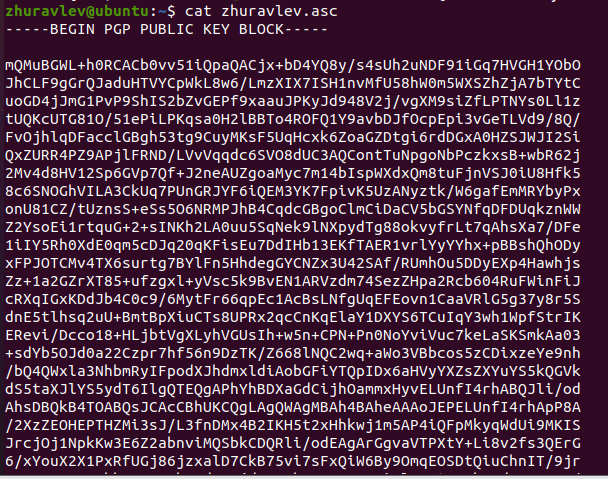 zhuravlev@ubuntu:~$ cat zhuravlev.asc
-----BEGIN PGP PUBLIC KEY BLOCK-----
mQMuBGWL+h0RCACb0vv51iQpaQACjx+bD4YQ8y/s4sUh2uNDF91iGq7HVGH1YObO
JhCLF9gGrQJaduHTVYCpWkL8w6/LmzXIX7ISH1nvMfU58hW0m5WXSZhZjA7bTYtC
uoGD4jJmG1PvP9ShIS2bZvGEPf9xaauJPKyJd948V2j/vgXM9siZfLPTNYs0Ll1z
tUQKcUTG81O/51ePiLPKqsa0H2lBBTo4ROFQ1Y9avbDJfOcpEpi3vGeTLVd9/8Q/
FvOjhlqDFacclGBgh53tg9CuyMKsF5UqHcxk6ZoaGZDtgi6rdDGxA0HZSJWJI2Si
QxZURR4PZ9APjlFRND/LVvVqqdc6SVO8dUC3AQContTuNpgoNbPczkxsB+wbR62j
2Mv4d8HV12Sp6GVp7Qf+J2neAUZgoaMyc7m14bIspWXdxQm8tuFjnVSJ0iU8Hfk5
8c6SNOGhVILA3CkUq7PUnGRJYF6iQEM3YK7FpivK5UzANyztk/W6gafEmMRYbyPx
onU81CZ/tUznsS+eSs5O6NRMPJhB4CqdcGBgoClmCiDaCV5bGSYNfqDFDUqkznWW
Z2YsoEi1rtquG+2+sINKh2LA0uu5SqNek9lNXpydTg88okvyfrLt7qAhsXa7/DFe
1iIY5Rh0XdE0qm5cDJq20qKFisEu7DdIHb13EKfTAER1vrlYyYYhx+pBBshQhODy
xFPJOTCMv4TX6surtg7BYlFn5HhdegGYCNZx3U42SAf/RUmhOu5DDyEXp4Hawhjs
Zz+1a2GZrXT85+ufzgxl+yVsc5k9BvEN1ARVzdm74SezZHpa2Rcb604RuFWinFiJ
cRXqIGxKDdJb4C0c9/6MytFr66qpEc1AcBsLNfgUqEFEovn1CaaVRlG5g37y8r5S
dnE5tlhsq2uU+BmtBpXiuCTs8UPRx2qcCnKqElaY1DXYS6TCuIqY3wh1WpfStrIK
ERevi/Dcco18+HLjbtVgXLyhVGUsIh+w5n+CPN+Pn0NoYviVuc7keLaSKSmkAa03
+sdYb5OJd0a22Czpr7hf56n9DzTK/Z668lNQC2wq+aWo3VBbcos5zCDixzeYe9nh
/bQ4QWxla3NhbmRyIFpodXJhdmxldiAobGFiYTQpIDx6aHVyYXZsZXYuYS5kQGVk
dS5taXJlYS5ydT6IlgQTEQgAPhYhBDXaGdCijhOammxHyvELUnfI4rhABQJli/od
AhsDBQkB4TOABQsJCAcCBhUKCQgLAgQWAgMBAh4BAheAAAoJEPELUnfI4rhApP8A
/2XzZEOHEPTHZMi3sJ/L3fnDMx4B2IKH5t2xHhkwj1m5AP4iQFpMkyqWdUi9MKIS
JrcjOj1NpkKw3E6Z2abnviMQSbkCDQRli/odEAgArGgvaVTPXtY+Li8v2fs3QErG
6/xYouX2X1PxRfUGj86jzxalD7CkB75vi7sFxQiW6By9OmqEOSDtQiuChnIT/9jr